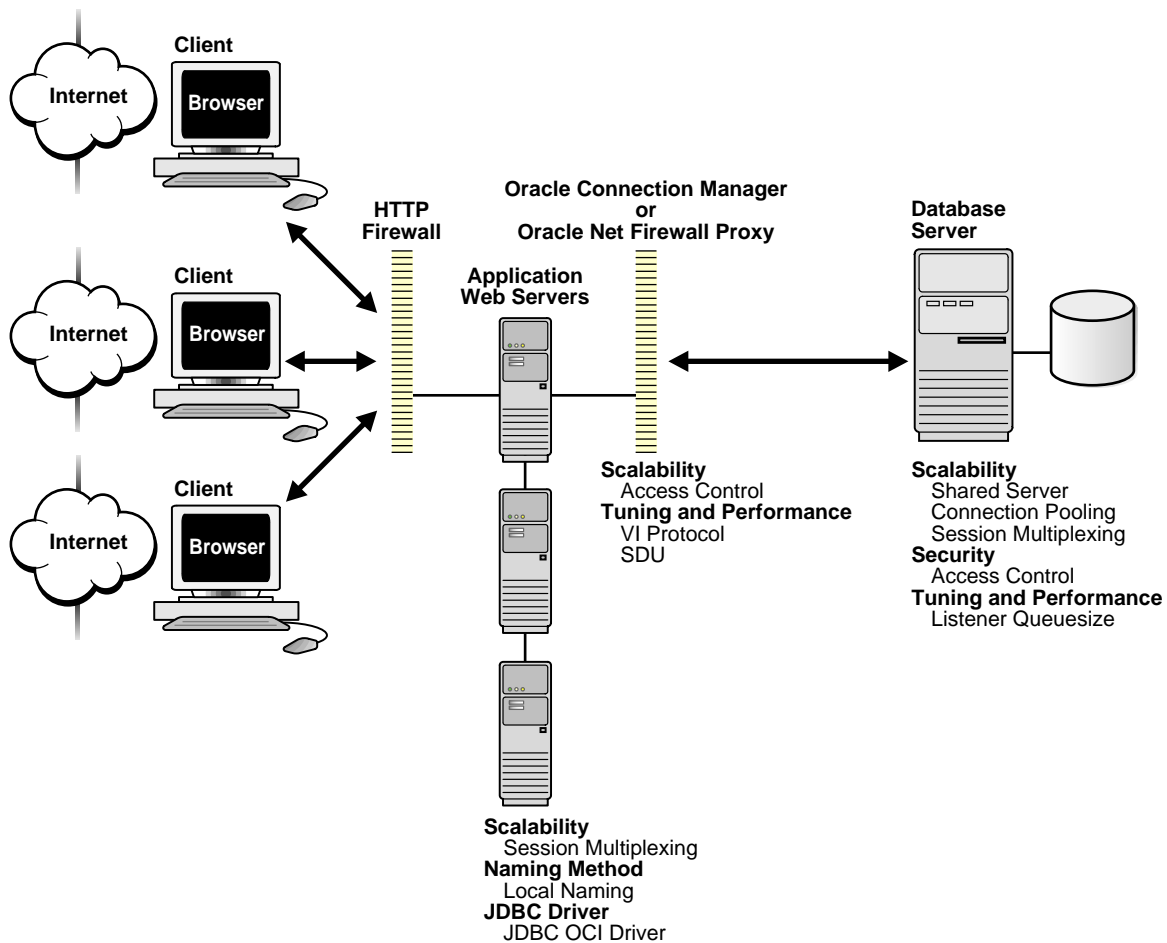 Client
Internet
Browser
Oracle Connection Manager
or
Oracle Net Firewall Proxy
HTTP
Firewall
Database
Server
Client
Internet
Browser
Application
Web Servers
Client
Internet
Browser
Scalability
Access Control
Tuning and Performance
VI Protocol
SDU
Scalability
Shared Server
Connection Pooling
Session Multiplexing
Security
Access Control
Tuning and Performance
Listener Queuesize
Scalability
Session Multiplexing
Naming Method
Local Naming
JDBC Driver
JDBC OCI Driver